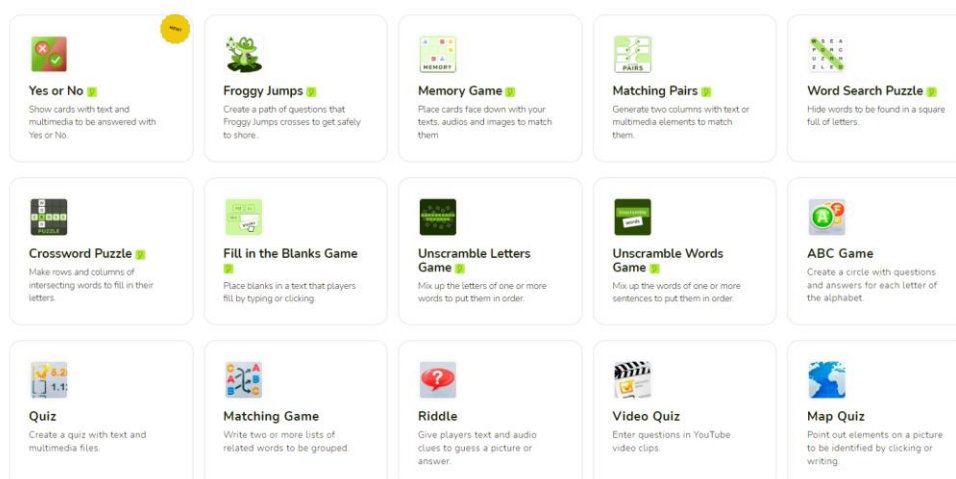 NEW!
MEMORY
PAIRS
Yes or No
Froggy Jumps
Memory Game
Matching Pairs
Word Search Puzzle
Show cards with text and
multimedia to be answered with
Yes or No.
Create a path of questions that
Froggy Jumps crosses to get safely
to shore..
Place cards face down with your
texts, audios and images to match
them
Generate two columns with text or
multimedia elements to match
them.
Hide words to be found in a square
full of letters.
PUZZLE
words
Crossword Puzzle
Fill in the Blanks Game
Unscramble Letters
Game
Unscramble Words
Game
ABC Game
Make rows and columns of
intersecting words to fill in their
letters.
Place blanks in a text that players
fill by typing or clicking.
Mix up the letters of one or more
words to put them in order.
Mix up the words of one or more
sentences to put them in order.
Create a circle with questions
and answers for each letter of
the alphabet.
Quiz
Matching Game
Riddle
Video Quiz
Map Quiz
Create a quiz with text and
multimedia files.
Write two or more lists of
related words to be grouped.
Give players text and audio
clues to guess a picture or
answer.
Enter questions in YouTube
video clips.
Point out elements on a picture
to be identified by clicking or
writing.